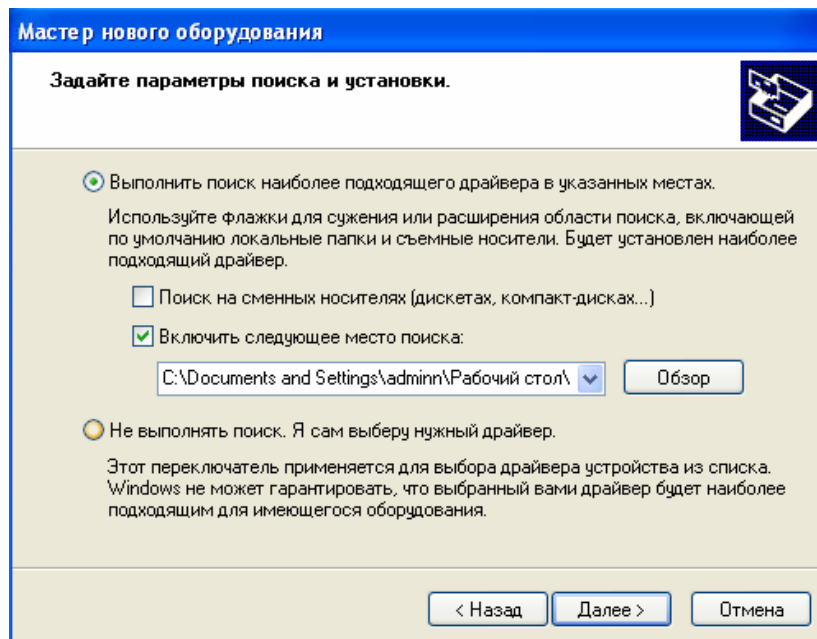 Мастер нового оборудования
Задайте параметры поиска и установки.
Выполнить поиск наиболее подходящего драйвера в указанных местах.
Используйте флажки для сужения или расширения области поиска, включающей
по умолчанию локальные папки и съемные носители. Будет установлен наиболее
подходящий драйвер.
Поиск на сменных носителях (дискетах, компакт-дисках...)
Включить следующее место поиска:
C:\Documents and Settings\adminn\Рабочий стол\
Обзор
Не выполнять поиск. Я сам выберу нужный драйвер.
Этот переключатель применяется для выбора драйвера устройства из списка.
Windows не может гарантировать, что выбранный вами драйвер будет наиболее
подходящим для имеющегося оборудования.
< Назад Далее > Отмена